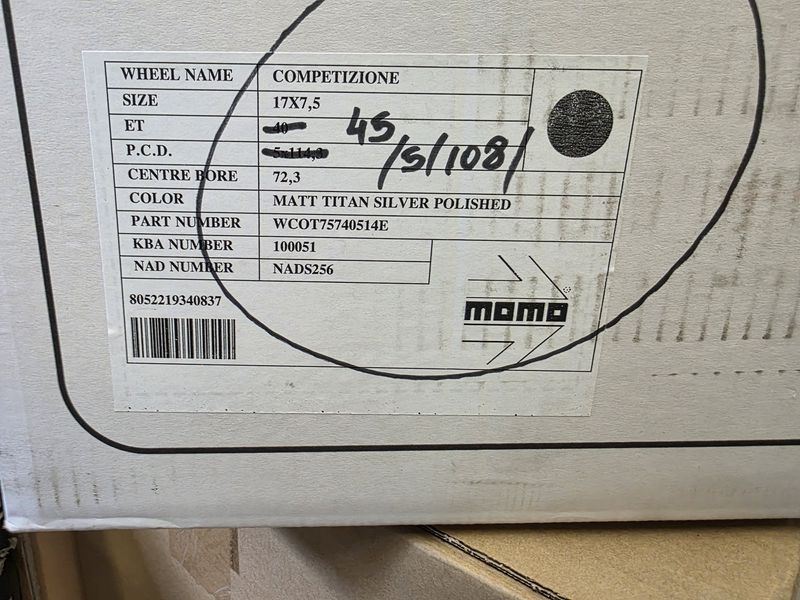 WHEEL NAME COMPETIZIONE
SIZE 17X7,5
ET 40 45
P.C.D. 5x114,3 /5/108/
CENTRE BORE 72,3
COLOR MATT TITAN SILVER POLISHED
PART NUMBER WCOT75740514E
KBA NUMBER 100051
NAD NUMBER NADS256
8052219340837
momo